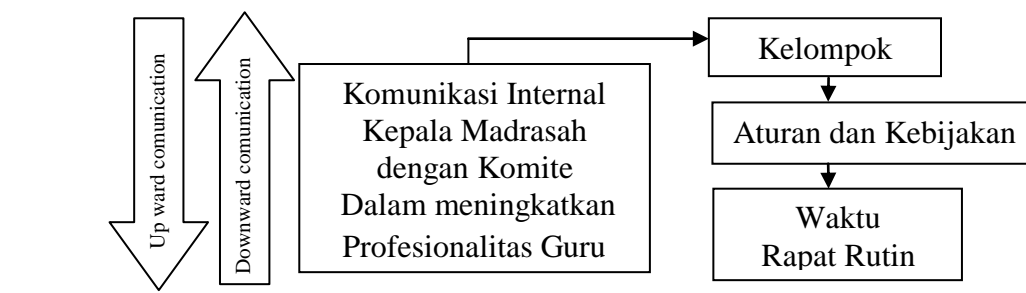 Up ward comunication
Downward comunication
Komunikasi Internal
Kepala Madrasah
dengan Komite
Dalam meningkatkan
Profesionalitas Guru
Kelompok
Aturan dan Kebijakan
Waktu
Rapat Rutin